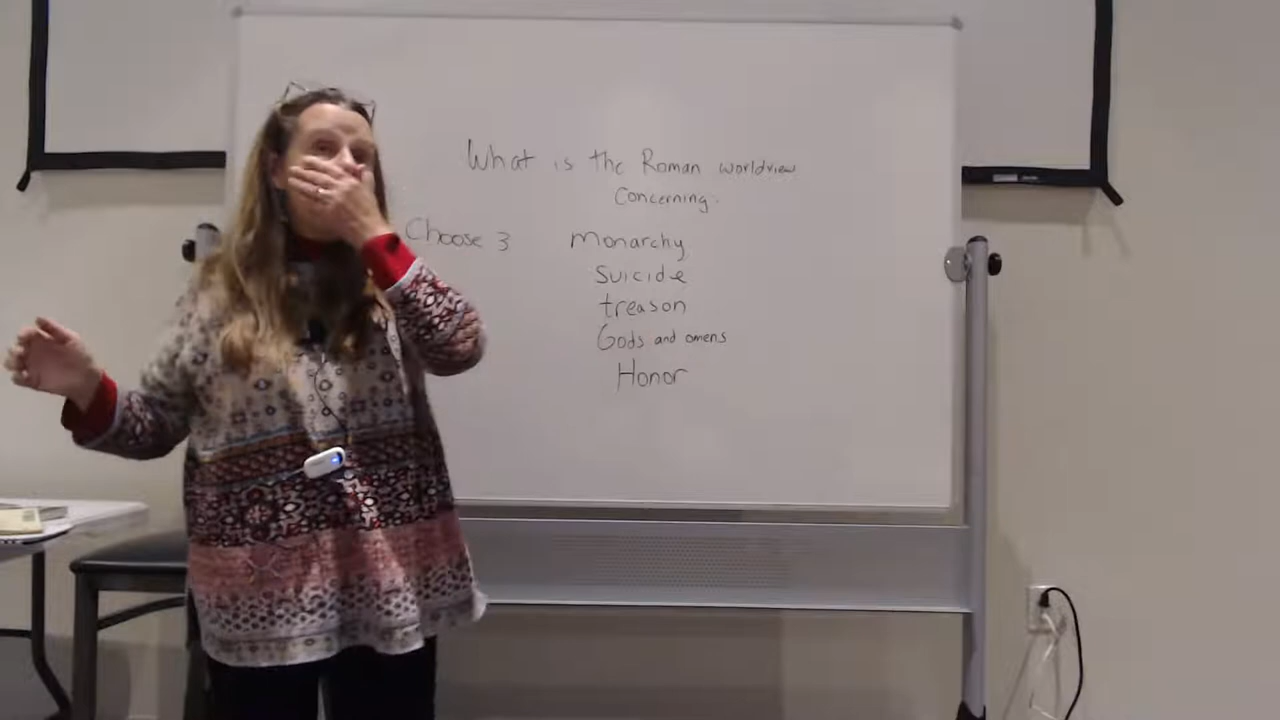 What is the Roman worldview
Concerning.
Choose 3
Monarchy
Suicide
treason
Gods and omens
Honor